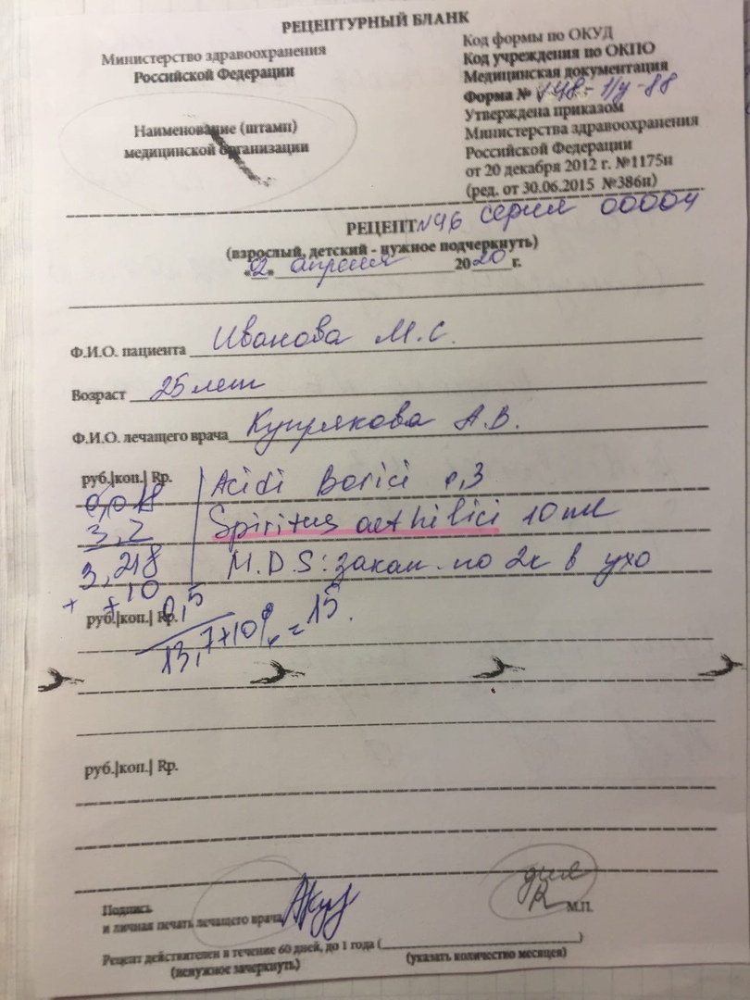 РЕЦЕПТУРНЫЙ БЛАНК
Министерство здравоохранения
Российской Федерации
Наименование (штамп)
медицинской организации
Код формы по ОКУД
Код учреждения по ОКПО
Медицинская документация
Форма № 148-1/у-88
Утверждена приказом
Министерства здравоохранения
Российской Федерации
от 20 декабря 2012 г. №1175н
(ред. от 30.06.2015 №386н)
РЕЦЕПТ №46 серия 00004
(взрослый, детский - нужное подчеркнуть)
«02» апреля 2020 г.
Ф.И.О. пациента Иванова М.С.
Возраст 25 лет
Ф.И.О. лечащего врача Купрякова А.В.
руб.|коп.| Rp. Acidi Borici 0,3
0,018
Spiritus aethilici 10 ml
3,2
M.D.S: закап. по 2к в ухо
3,218
+ +10
руб.|коп.| Rp. 0,5
13,7+10% = 15
руб.|коп.| Rp.
Подпись
и личная печать лечащего врача
для
R
М.П.
Рецепт действителен в течение 60 дней, до 1 года (____)
(ненужное зачеркнуть) (указать количество месяцев)